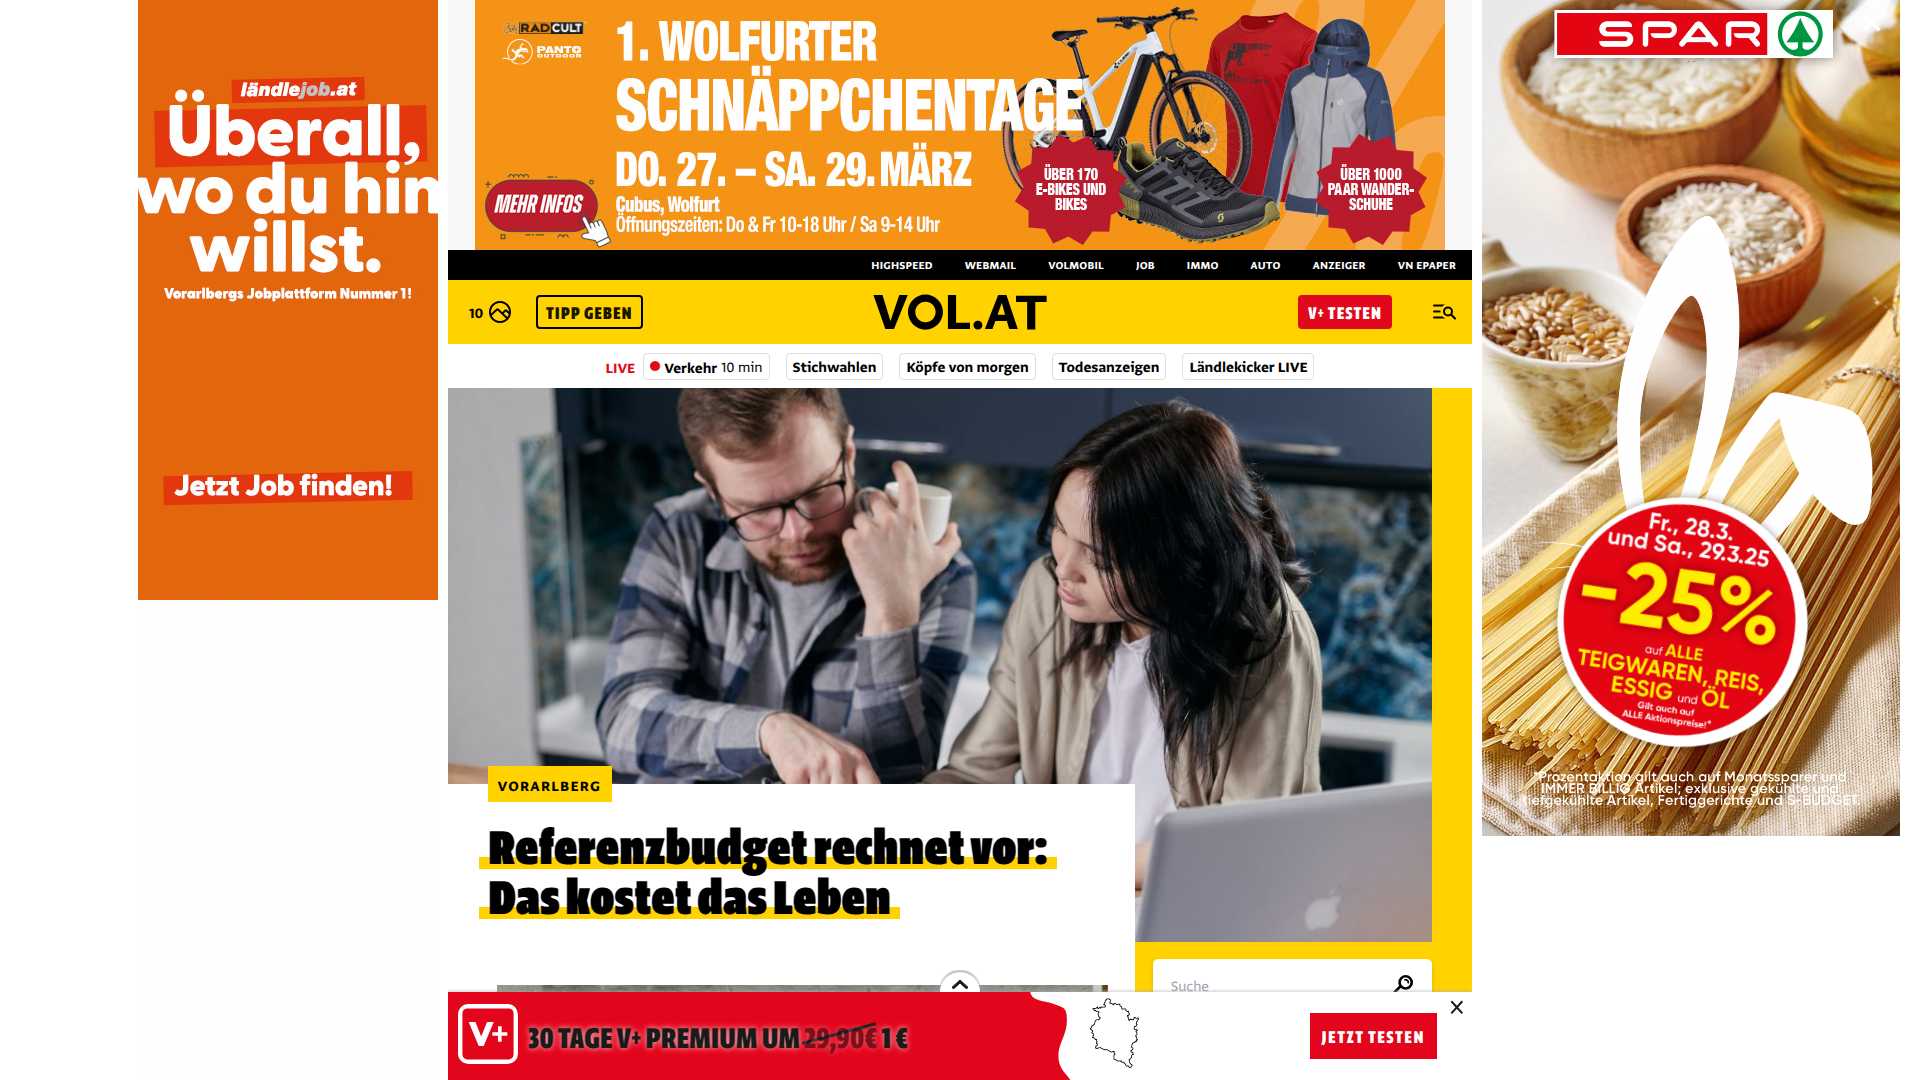 ländlejob.at
Überall,
wo du hin
willst.
Vorarlbergs Jobplattform Nummer 1!
Jetzt Job finden!
RADCULT
PANTO
OUTDOOR
1. WOLFURTER
SCHNÄPPCHENTAGE
DO. 27. – SA. 29. MÄRZ
MEHR INFOS
Cubus, Wolfurt
Öffnungszeiten: Do & Fr 10-18 Uhr / Sa 9-14 Uhr
ÜBER 170
E-BIKES UND
BIKES
ÜBER 1000
PAAR WANDER-
SCHUHE
HIGHSPEED WEBMAIL VOLMOBIL JOB IMMO AUTO ANZEIGER VN EPAPER
10 TIPP GEBEN VOL.AT V+ TESTEN
LIVE Verkehr 10 min Stichwahlen Köpfe von morgen Todesanzeigen Ländlekicker LIVE
VORARLBERG
Referenzbudget rechnet vor:
Das kostet das Leben
Suche
V+ 30 TAGE V+ PREMIUM UM 29,90€ 1 € JETZT TESTEN
SPAR
Fr., 28.3.
und Sa., 29.3.25
-25%
auf ALLE
TEIGWAREN, REIS,
ESSIG und ÖL
Gilt auch auf
ALLE Aktionspreise!*
*Prozentaktion gilt auch auf Monatssparer und
IMMER BILLIG Artikel; exklusive gekühlte und
tiefgekühlte Artikel, Fertiggerichte und S-BUDGET.